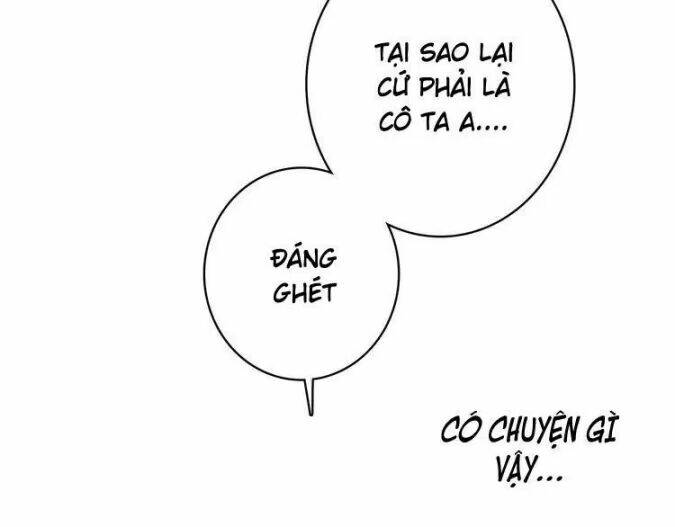 TẠI SAO LẠI
CỨ PHẢI LÀ
CÔ TA A....
ĐÁNG
GHÉT
CÓ CHUYỆN GÌ
VẬY...